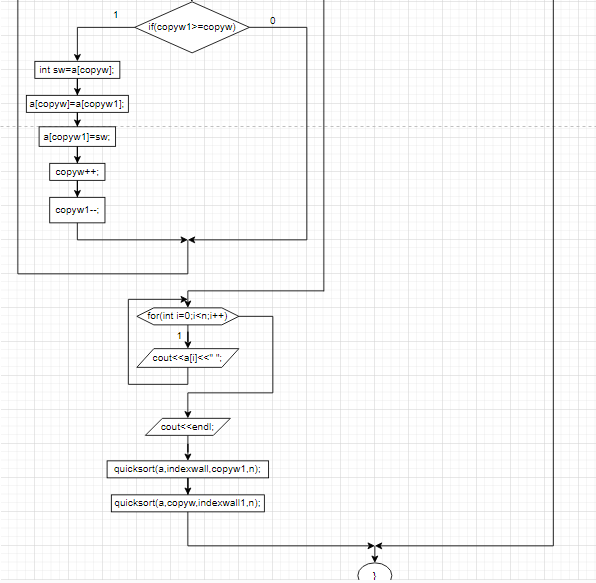 1
0
if(copyw1>=copyw)
int sw=a[copyw];
a[copyw]=a[copyw1];
a[copyw1]=sw;
copyw++;
copyw1--;
for(int i=0;i<n;i++)
1
cout<<a[i]<<" ";
cout<<endl;
quicksort(a,indexwall,copyw1,n);
quicksort(a,copyw,indexwall1,n);
}